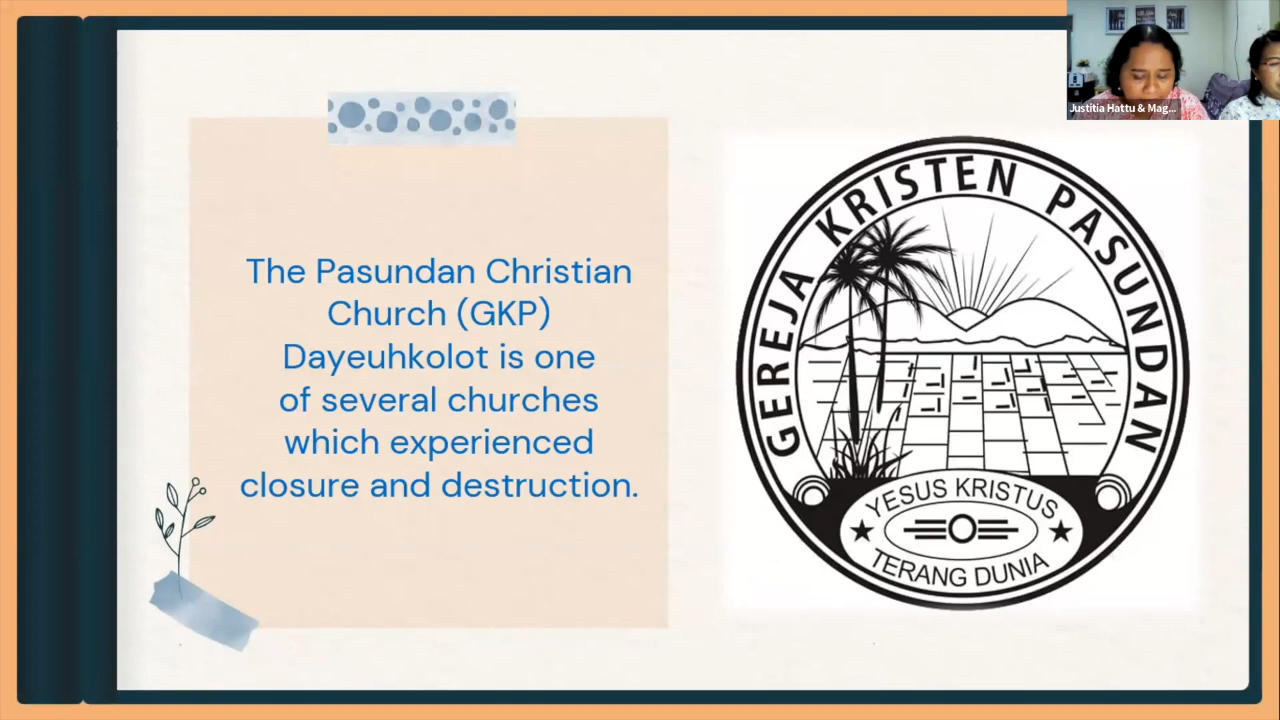 The Pasundan Christian
Church (GKP)
Dayeuhkolot is one
of several churches
which experienced
closure and destruction.
GEREJA KRISTEN PASUNDAN
YESUS KRISTUS
TERANG DUNIA
Justitia Hattu & Mag...